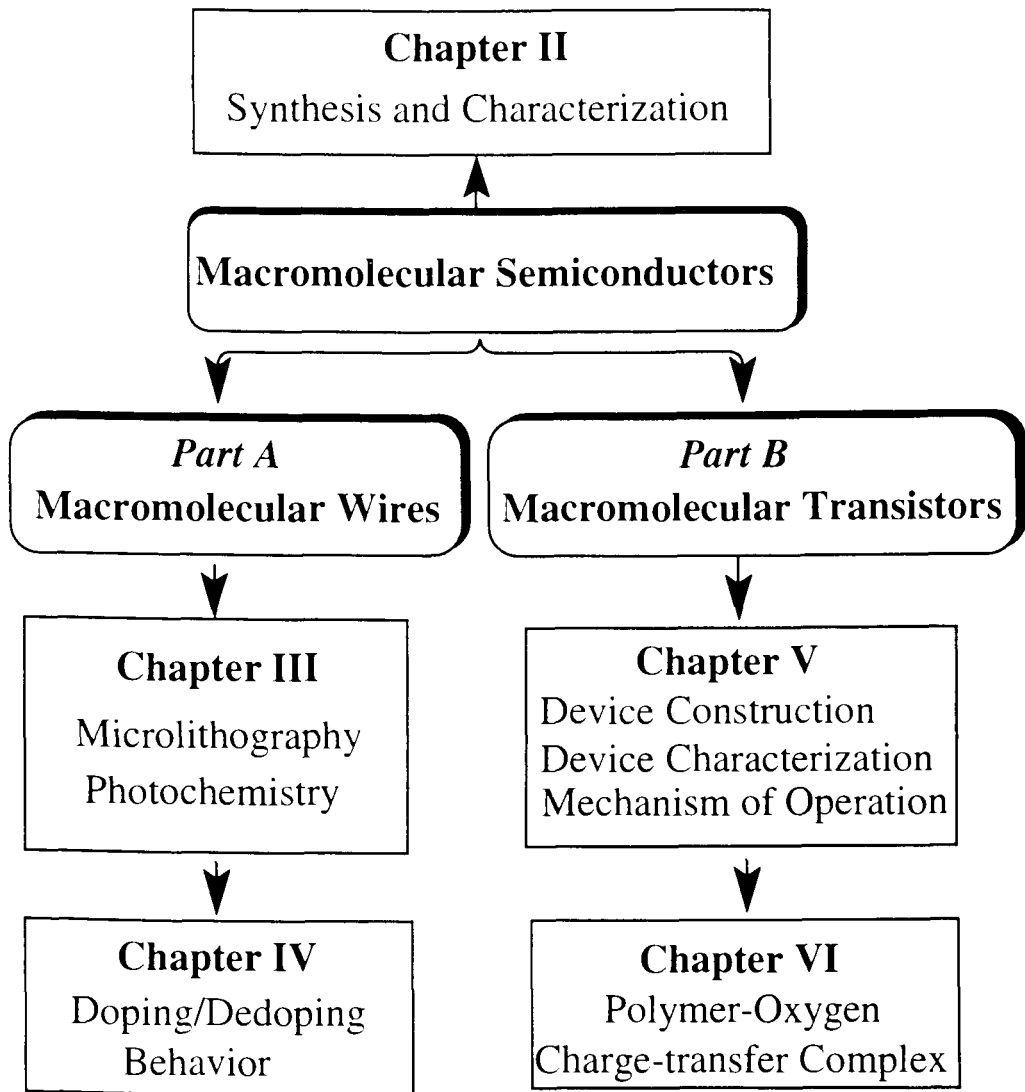 Chapter II
Synthesis and Characterization
Macromolecular Semiconductors
Part A
Macromolecular Wires
Part B
Macromolecular Transistors
Chapter III
Microlithography
Photochemistry
Chapter V
Device Construction
Device Characterization
Mechanism of Operation
Chapter IV
Doping/Dedoping
Behavior
Chapter VI
Polymer-Oxygen
Charge-transfer Complex